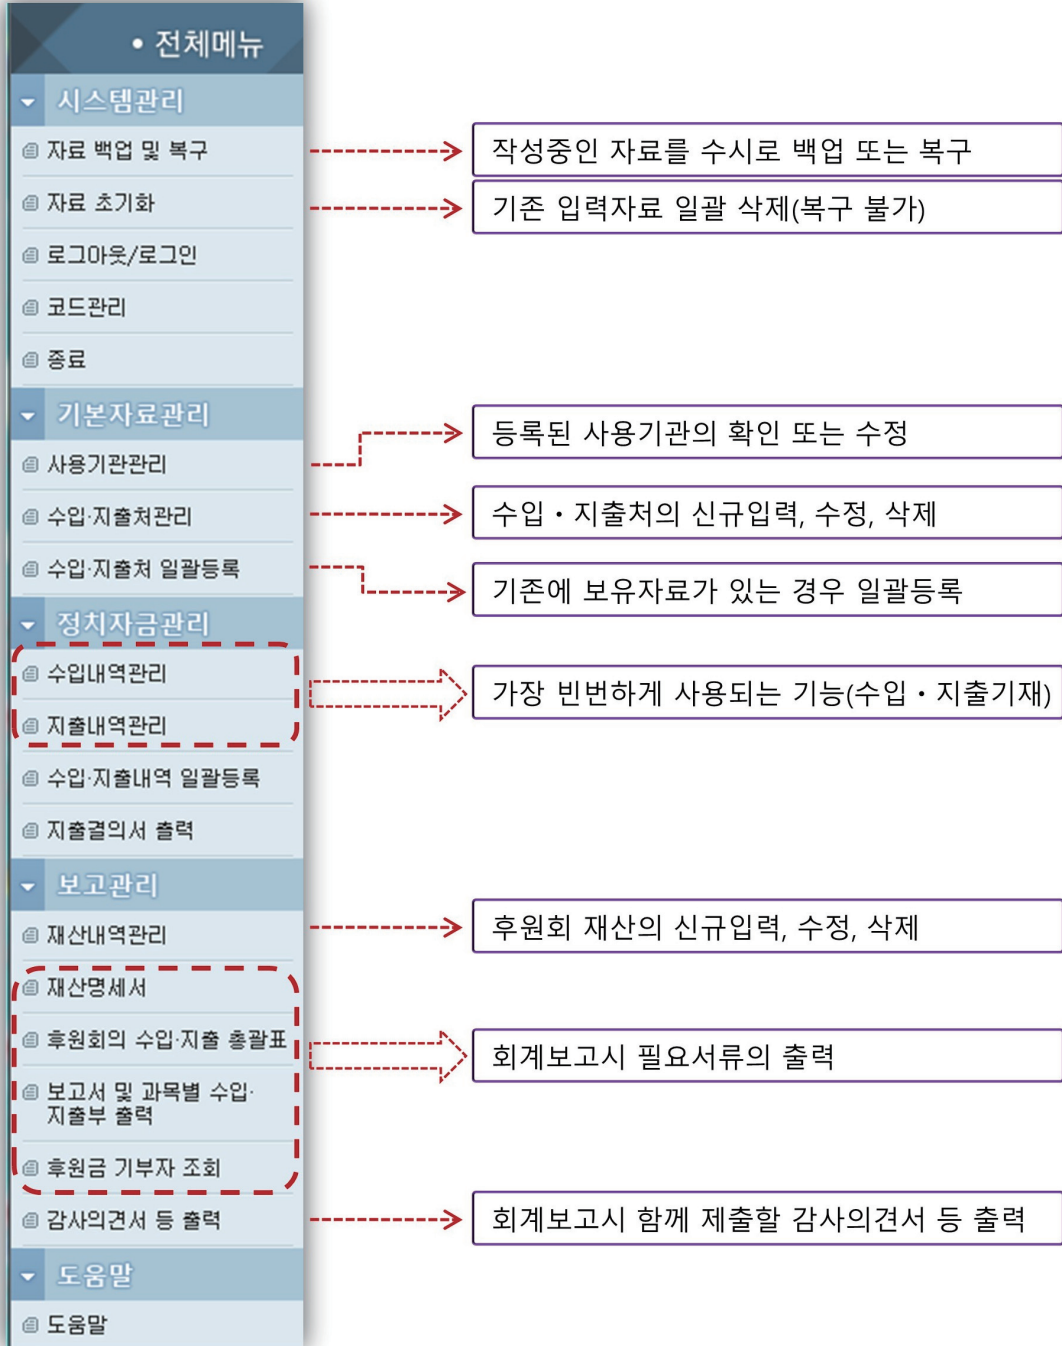 • 전체메뉴
시스템관리
자료 백업 및 복구
작성중인 자료를 수시로 백업 또는 복구
자료 초기화
기존 입력자료 일괄 삭제(복구 불가)
로그아웃/로그인
코드관리
종료
기본자료관리
등록된 사용기관의 확인 또는 수정
사용기관관리
수입·지출처관리
수입・지출처의 신규입력, 수정, 삭제
수입·지출처 일괄등록
기존에 보유자료가 있는 경우 일괄등록
정치자금관리
수입내역관리
가장 빈번하게 사용되는 기능(수입・지출기재)
지출내역관리
수입·지출내역 일괄등록
지출결의서 출력
보고관리
재산내역관리
후원회 재산의 신규입력, 수정, 삭제
재산명세서
후원회의 수입·지출 총괄표
회계보고시 필요서류의 출력
보고서 및 과목별 수입·
지출부 출력
후원금 기부자 조회
감사의견서 등 출력
회계보고시 함께 제출할 감사의견서 등 출력
도움말
도움말